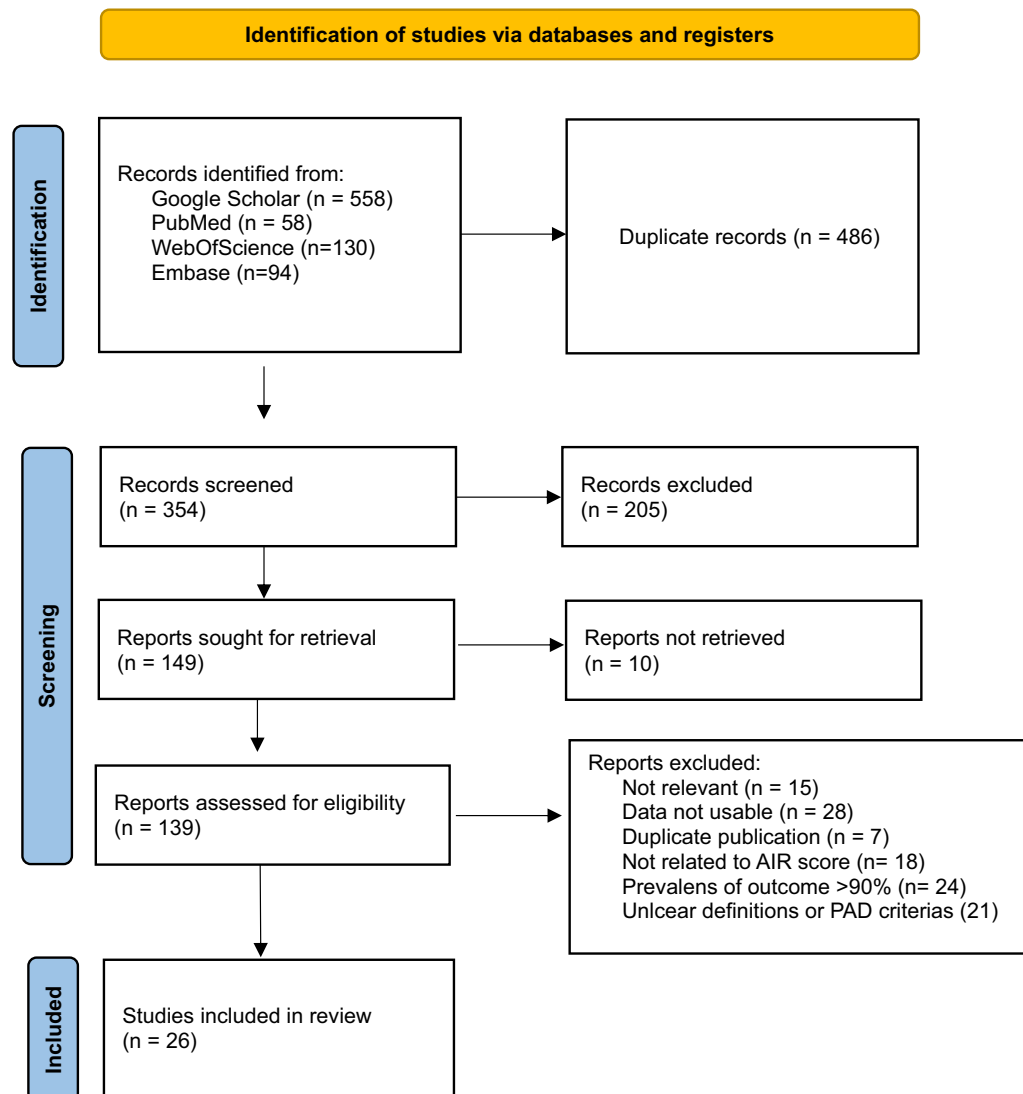 Identification of studies via databases and registers
Identification
Records identified from:
Google Scholar (n = 558)
PubMed (n = 58)
WebOfScience (n=130)
Embase (n=94)
Duplicate records (n = 486)
Screening
Records screened
(n = 354)
Records excluded
(n = 205)
Reports sought for retrieval
(n = 149)
Reports not retrieved
(n = 10)
Reports assessed for eligibility
(n = 139)
Reports excluded:
Not relevant (n = 15)
Data not usable (n = 28)
Duplicate publication (n = 7)
Not related to AIR score (n= 18)
Prevalens of outcome >90% (n= 24)
Unlcear definitions or PAD criterias (21)
Included
Studies included in review
(n = 26)